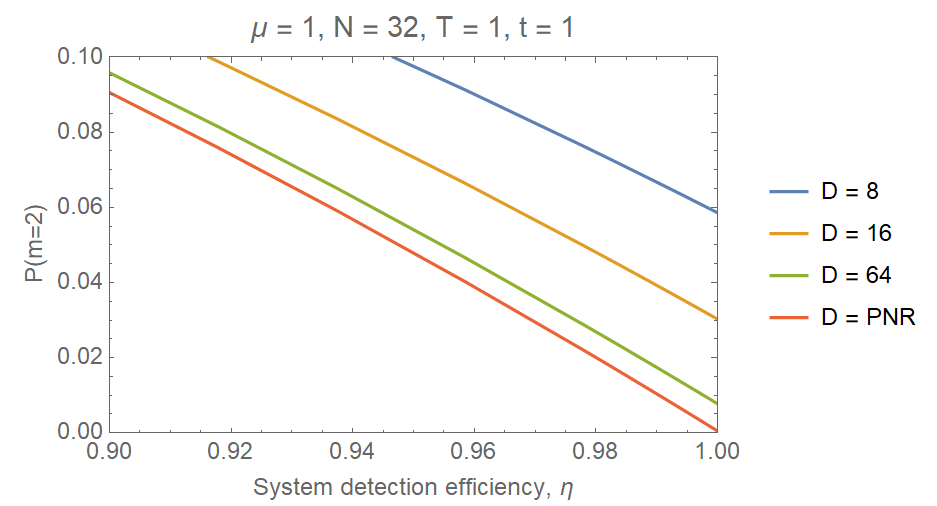 μ = 1, N = 32, T = 1, t = 1
P(m=2)
0.10
0.08
0.06
0.04
0.02
0.00
0.90 0.92 0.94 0.96 0.98 1.00
System detection efficiency, η
D = 8
D = 16
D = 64
D = PNR